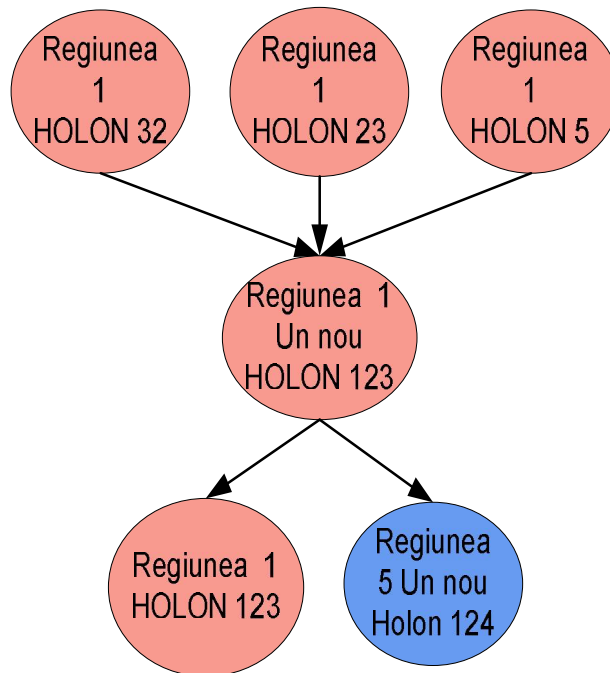 Regiunea
1
HOLON 32
Regiunea
1
HOLON 23
Regiunea
1
HOLON 5
Regiunea 1
Un nou
HOLON 123
Regiunea 1
HOLON 123
Regiunea
5 Un nou
Holon 124